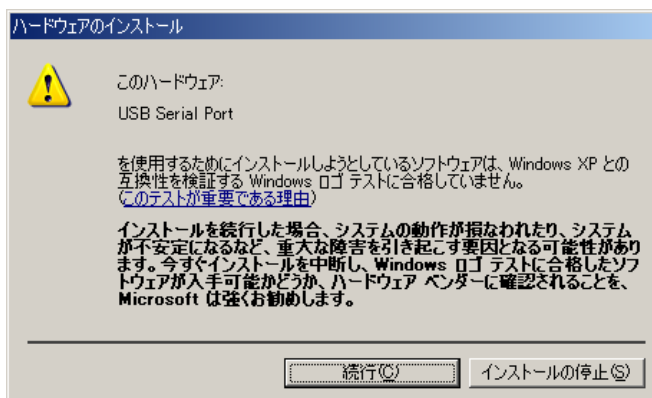 ハードウェアのインストール
このハードウェア:
USB Serial Port
を使用するためにインストールしようとしているソフトウェアは、Windows XP との
互換性を検証する Windows ロゴ テストに合格していません。
(このテストが重要である理由)
インストールを続行した場合、システムの動作が損なわれたり、システム
が不安定になるなど、重大な障害を引き起こす要因となる可能性があり
ます。今すぐインストールを中断し、Windows ロゴ テストに合格したソフ
トウェアが入手可能かどうか、ハードウェア ベンダーに確認されることを、
Microsoft は強くお勧めします。
続行(C) インストールの停止(S)